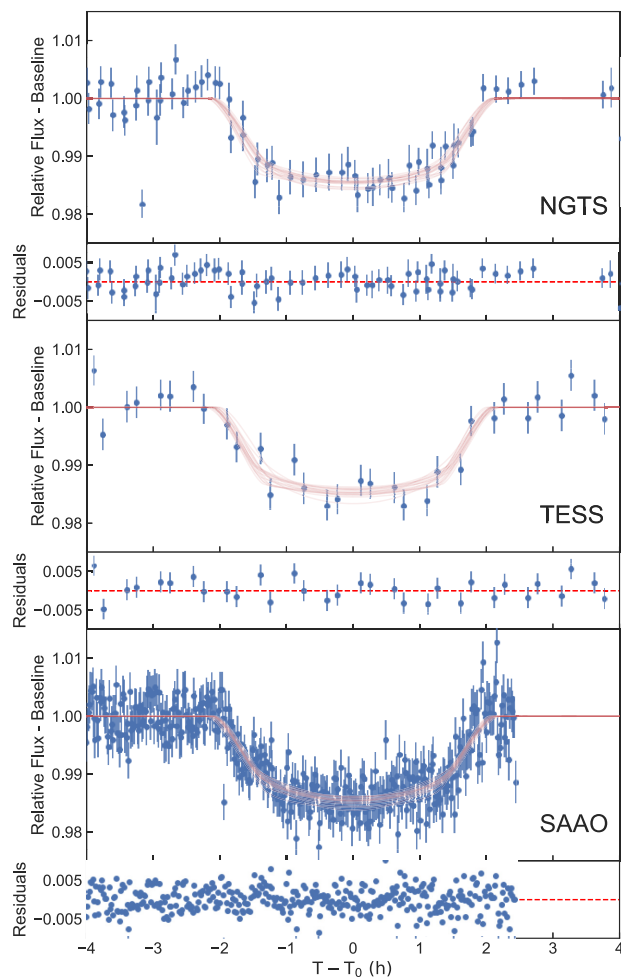 1.01
1.00
0.99
0.98
Relative Flux - Baseline
NGTS
0.005
−0.005
Residuals
1.01
1.00
0.99
0.98
Relative Flux - Baseline
TESS
0.005
−0.005
Residuals
1.01
1.00
0.99
0.98
Relative Flux - Baseline
SAAO
0.005
−0.005
Residuals
−4 −3 −2 −1 0 1 2 3 4
T − T₀ (h)